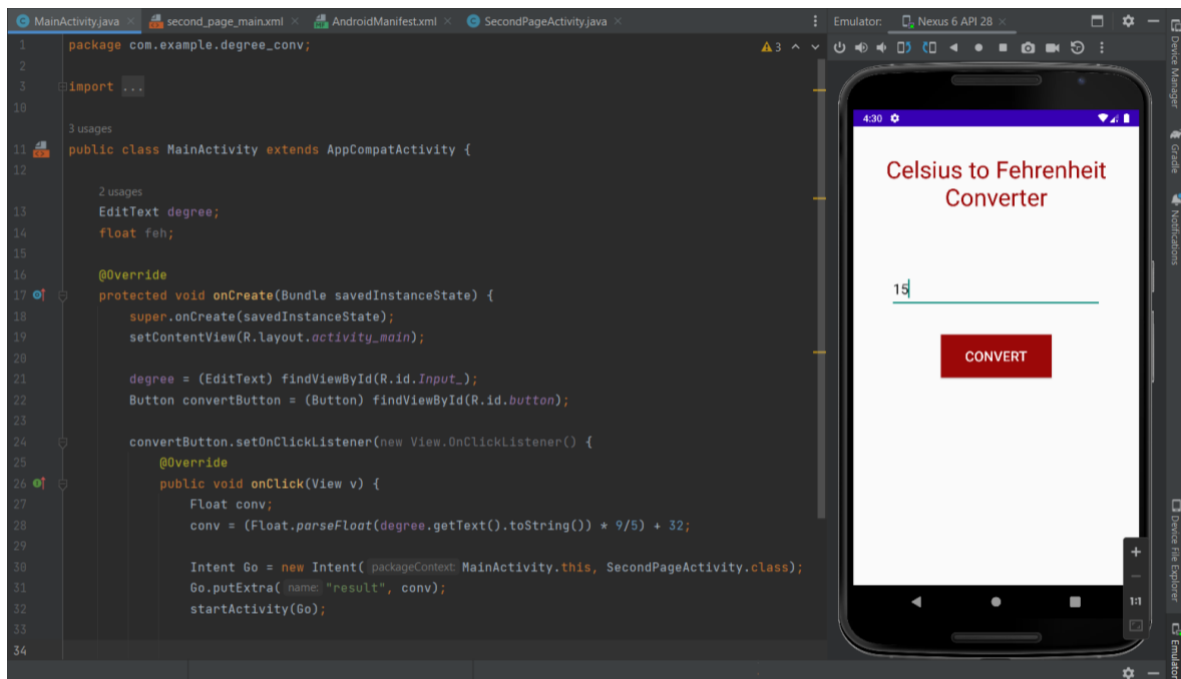 MainActivity.java × second_page_main.xml × AndroidManifest.xml × SecondPageActivity.java ×
1 package com.example.degree_conv;
3
2
3 import ...
10
3 usages
11 public class MainActivity extends AppCompatActivity {
12
2 usages
13 EditText degree;
14 float feh;
15
16 @Override
17 protected void onCreate(Bundle savedInstanceState) {
18 super.onCreate(savedInstanceState);
19 setContentView(R.layout.activity_main);
20
21 degree = (EditText) findViewById(R.id.Input_);
22 Button convertButton = (Button) findViewById(R.id.button);
23
24 convertButton.setOnClickListener(new View.OnClickListener() {
25 @Override
26 public void onClick(View v) {
27 Float conv;
28 conv = (Float.parseFloat(degree.getText().toString()) * 9/5) + 32;
29
30 Intent Go = new Intent( packageContext: MainActivity.this, SecondPageActivity.class);
31 Go.putExtra( name: "result", conv);
32 startActivity(Go);
33
34
Emulator: Nexus 6 API 28 ×
4:30
Celsius to Fehrenheit
Converter
15
CONVERT
1:1
Device Manager
Gradle
Notifications
Device File Explorer
Emulator